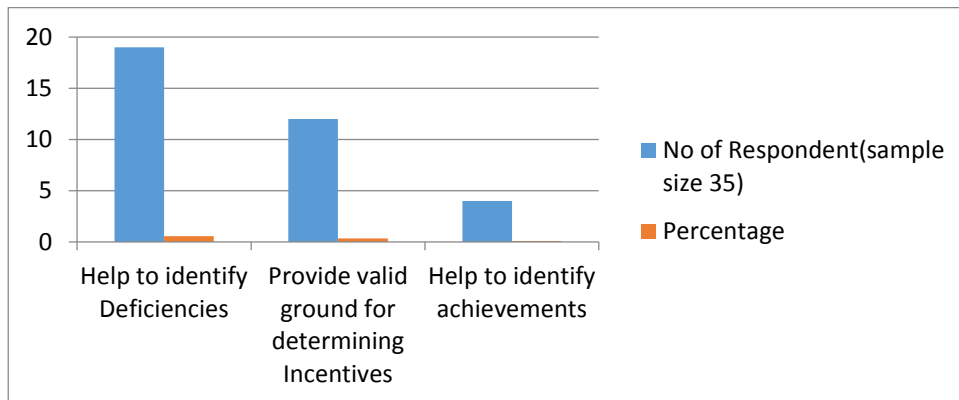 20
15
10
5
0
Help to identify
Deficiencies
Provide valid
ground for
determining
Incentives
Help to identify
achievements
No of Respondent(sample
size 35)
Percentage